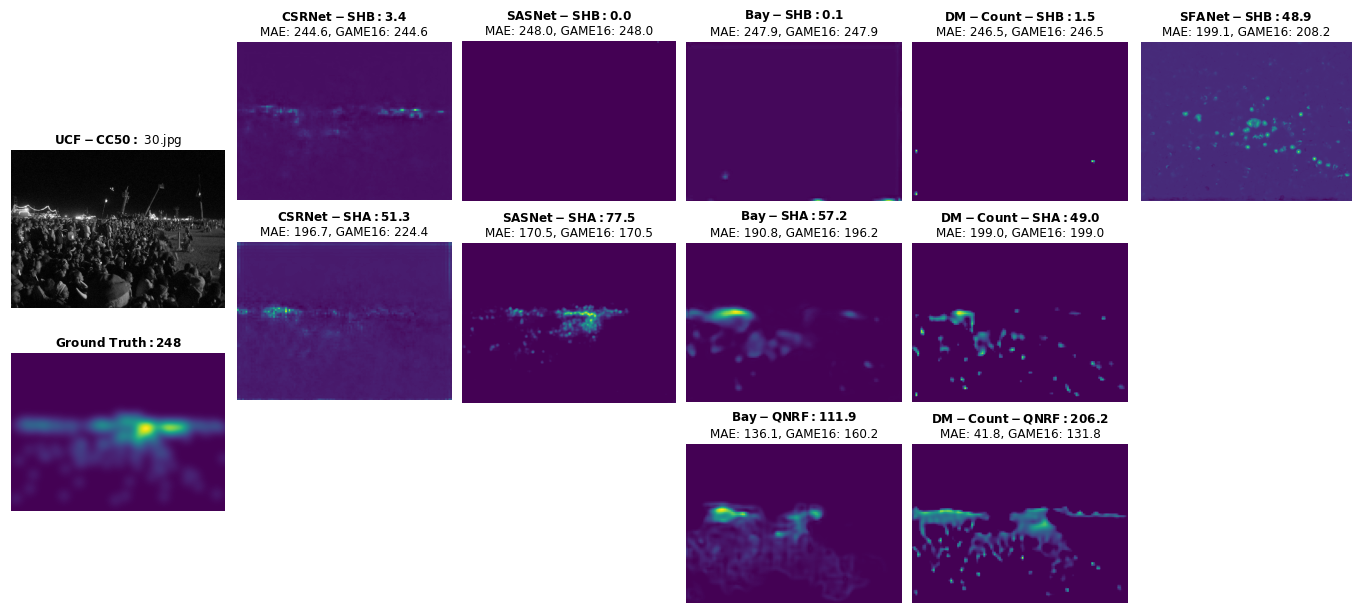 CSRNet − SHB : 3.4
MAE: 244.6, GAME16: 244.6
SASNet − SHB : 0.0
MAE: 248.0, GAME16: 248.0
Bay − SHB : 0.1
MAE: 247.9, GAME16: 247.9
DM − Count − SHB : 1.5
MAE: 246.5, GAME16: 246.5
SFANet − SHB : 48.9
MAE: 199.1, GAME16: 208.2
UCF − CC50 : 30.jpg
CSRNet − SHA : 51.3
MAE: 196.7, GAME16: 224.4
SASNet − SHA : 77.5
MAE: 170.5, GAME16: 170.5
Bay − SHA : 57.2
MAE: 190.8, GAME16: 196.2
DM − Count − SHA : 49.0
MAE: 199.0, GAME16: 199.0
Ground Truth : 248
Bay − QNRF : 111.9
MAE: 136.1, GAME16: 160.2
DM − Count − QNRF : 206.2
MAE: 41.8, GAME16: 131.8